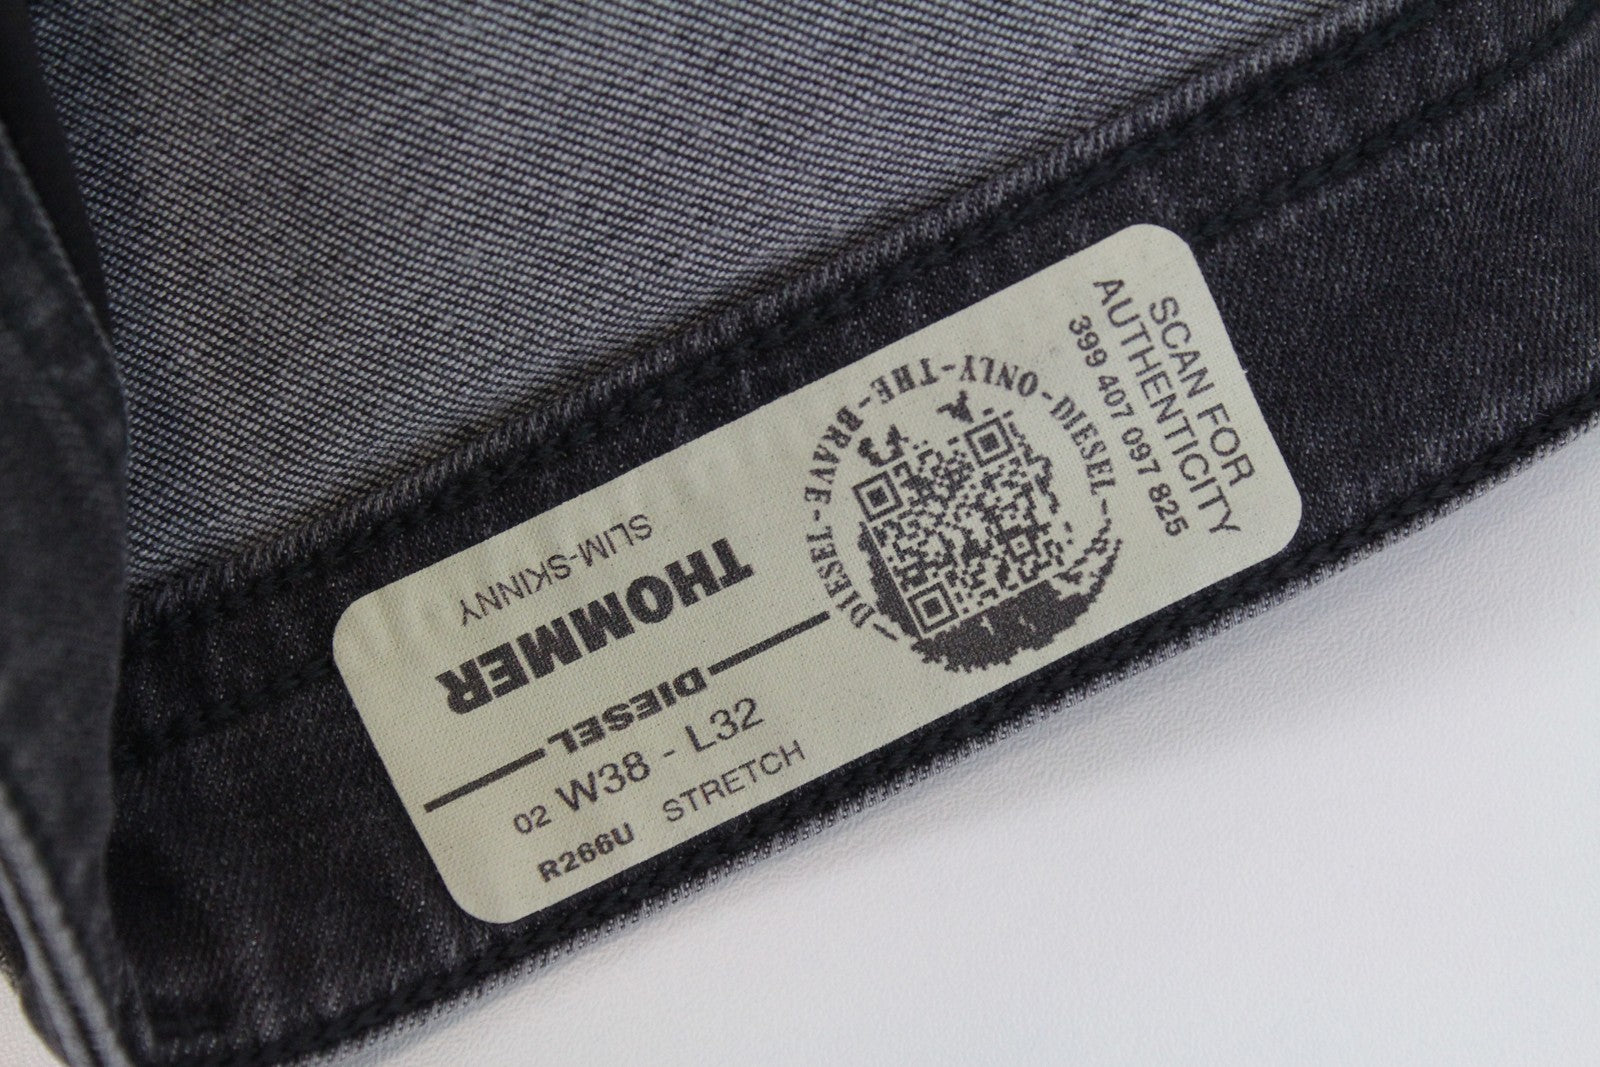 SLIM-SKINNY
THOMMER
DIESEL
02 W38 - L32
R266U STRETCH
DIESEL-ONLY-THE-BRAVE-DIESEL
SCAN FOR
AUTHENTICITY
399 407 097 825